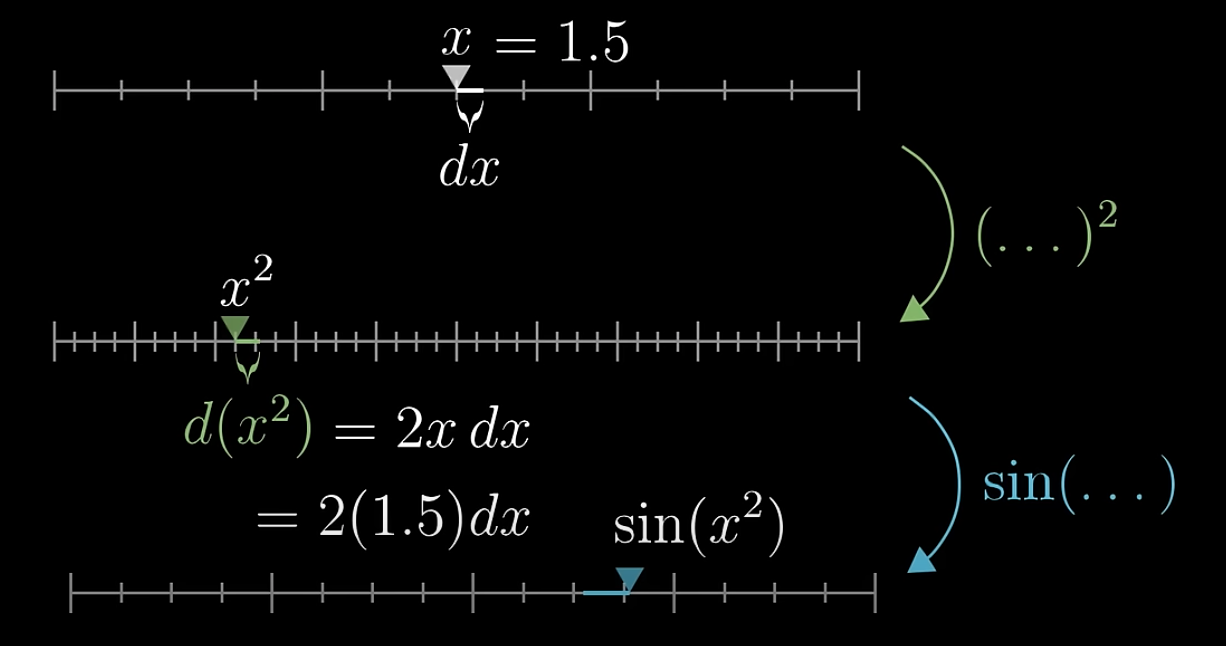 x = 1.5
dx
(...)²
x²
d(x²) = 2x dx
= 2(1.5)dx
sin(...)
sin(x²)